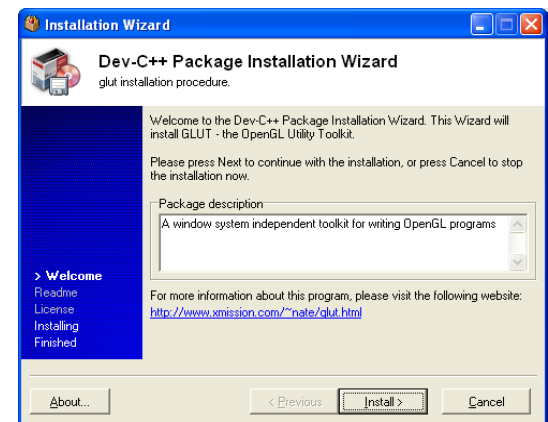 Installation Wizard
Dev-C++ Package Installation Wizard
glut installation procedure.
Welcome to the Dev-C++ Package Installation Wizard. This Wizard will
install GLUT - the OpenGL Utility Toolkit.
Please press Next to continue with the installation, or press Cancel to stop
the installation now.
Package description
A window system independent toolkit for writing OpenGL programs
> Welcome
Readme
License
Installing
Finished
For more information about this program, please visit the following website:
http://www.xmission.com/~nate/glut.html
About...
< Previous
Install >
Cancel